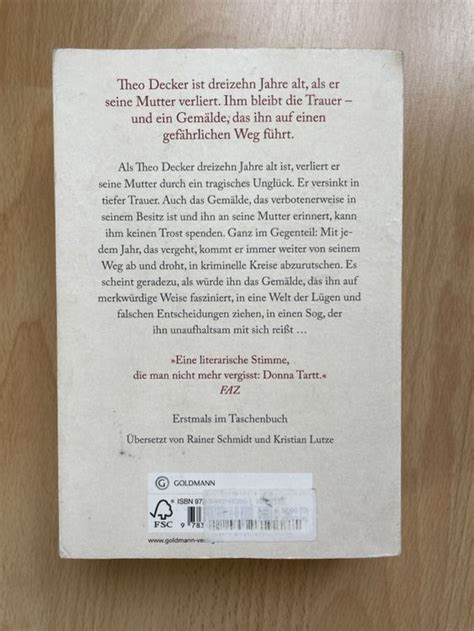 Theo Decker ist dreizehn Jahre alt, als er
seine Mutter verliert. Ihm bleibt die Trauer –
und ein Gemälde, das ihn auf einen
gefährlichen Weg führt.
Als Theo Decker dreizehn Jahre alt ist, verliert er
seine Mutter durch ein tragisches Unglück. Er versinkt in
tiefer Trauer. Auch das Gemälde, das verbotenerweise in
seinem Besitz ist und ihn an seine Mutter erinnert, kann
ihm keinen Trost spenden. Ganz im Gegenteil: Mit je-
dem Jahr, das vergeht, kommt er immer weiter von seinem
Weg ab und droht, in kriminelle Kreise abzurutschen. Es
scheint geradezu, als würde ihn das Gemälde, das ihn auf
merkwürdige Weise fasziniert, in eine Welt der Lügen und
falschen Entscheidungen ziehen, in einen Sog, der
ihn unaufhaltsam mit sich reißt ...
»Eine literarische Stimme,
die man nicht mehr vergisst: Donna Tartt.«
FAZ
Erstmals im Taschenbuch
Übersetzt von Rainer Schmidt und Kristian Lutze
G GOLDMANN
ISBN 97
FSC
9 783
www.goldmann-ver